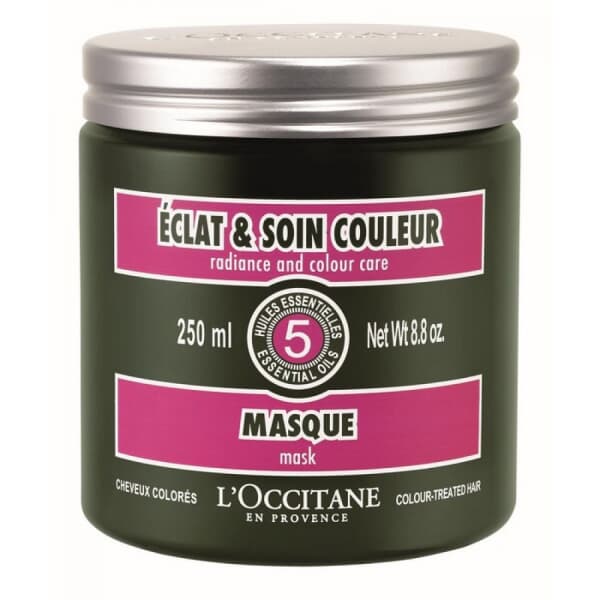 ÉCLAT & SOIN COULEUR
radiance and colour care
250 ml
HUILES ESSENTIELLES
5
ESSENTIAL OILS
Net Wt 8.8 oz.
MASQUE
mask
CHEVEUX COLORÉS
L'OCCITANE
EN PROVENCE
COLOUR-TREATED HAIR